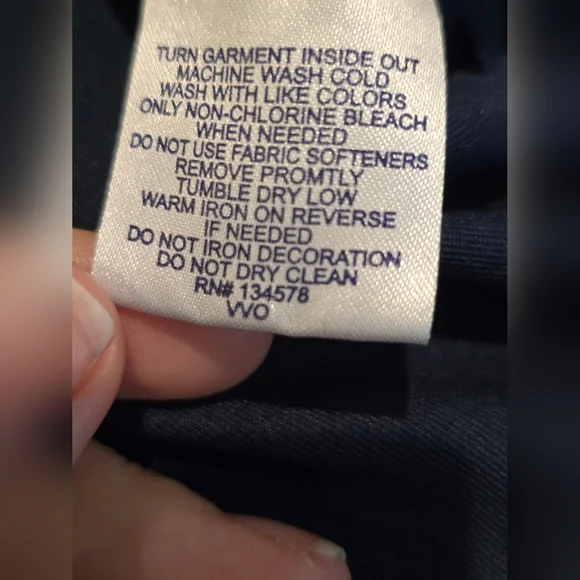 TURN GARMENT INSIDE OUT
MACHINE WASH COLD
WASH WITH LIKE COLORS
ONLY NON-CHLORINE BLEACH
WHEN NEEDED
DO NOT USE FABRIC SOFTENERS
REMOVE PROMTLY
TUMBLE DRY LOW
WARM IRON ON REVERSE
IF NEEDED
DO NOT IRON DECORATION
DO NOT DRY CLEAN
RN# 134578
VVO